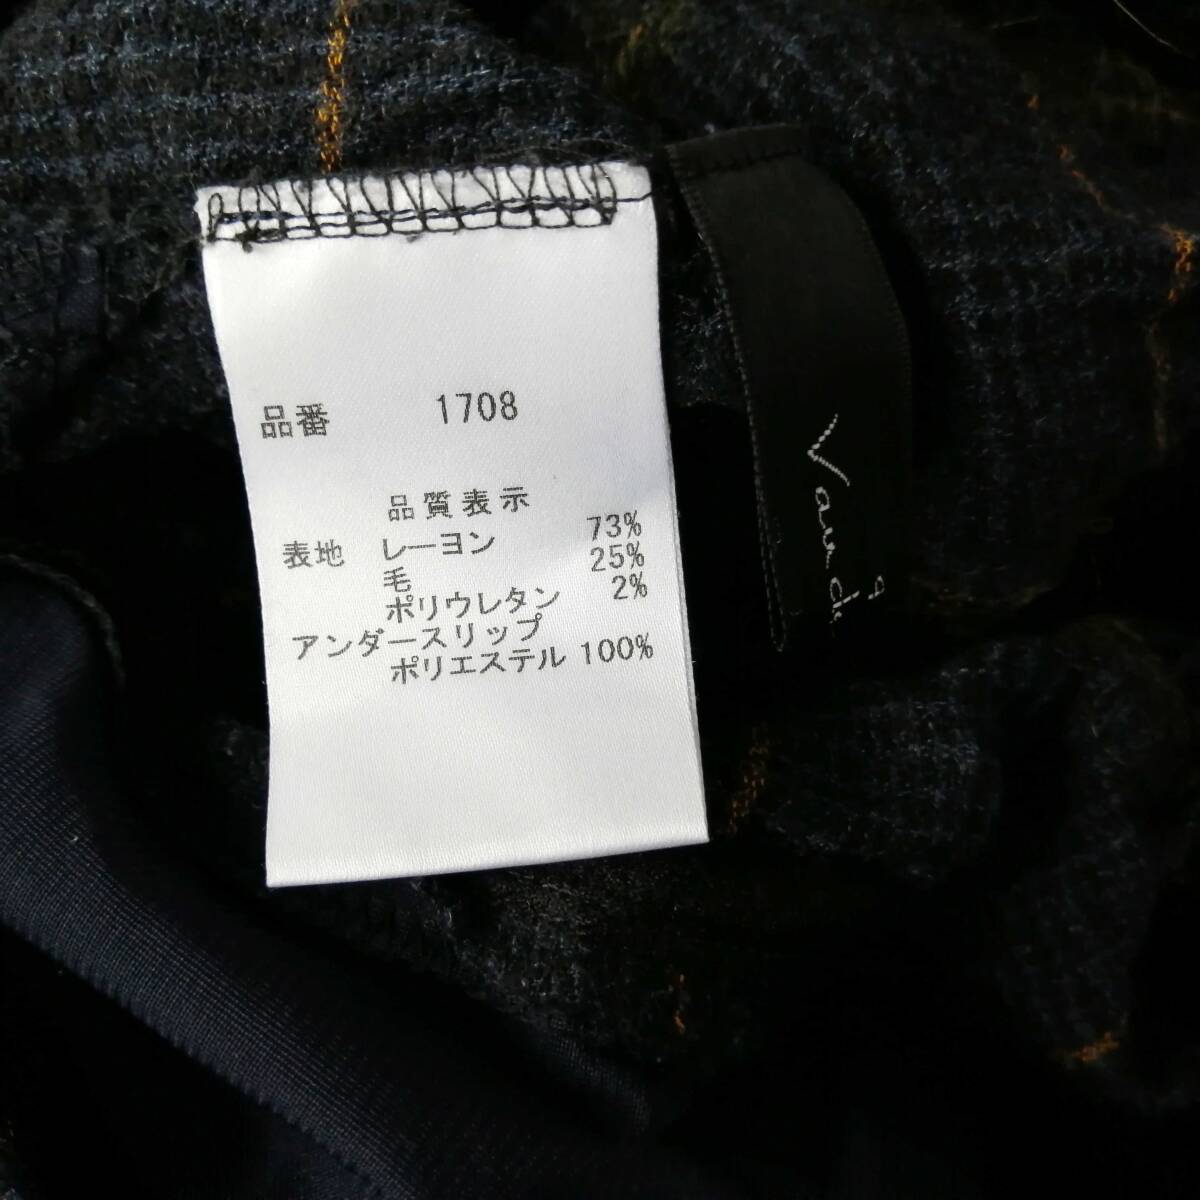 品番 1708
品質表示
表地 レーヨン 73%
毛 25%
ポリウレタン 2%
アンダースリップ
ポリエステル 100%